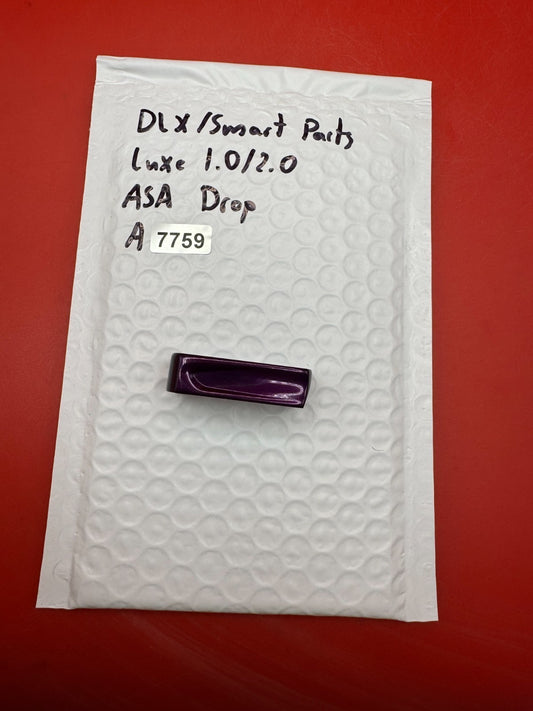 DLX/Smart Parts
Luxe 1.0/2.0
ASA Drop
A 7759